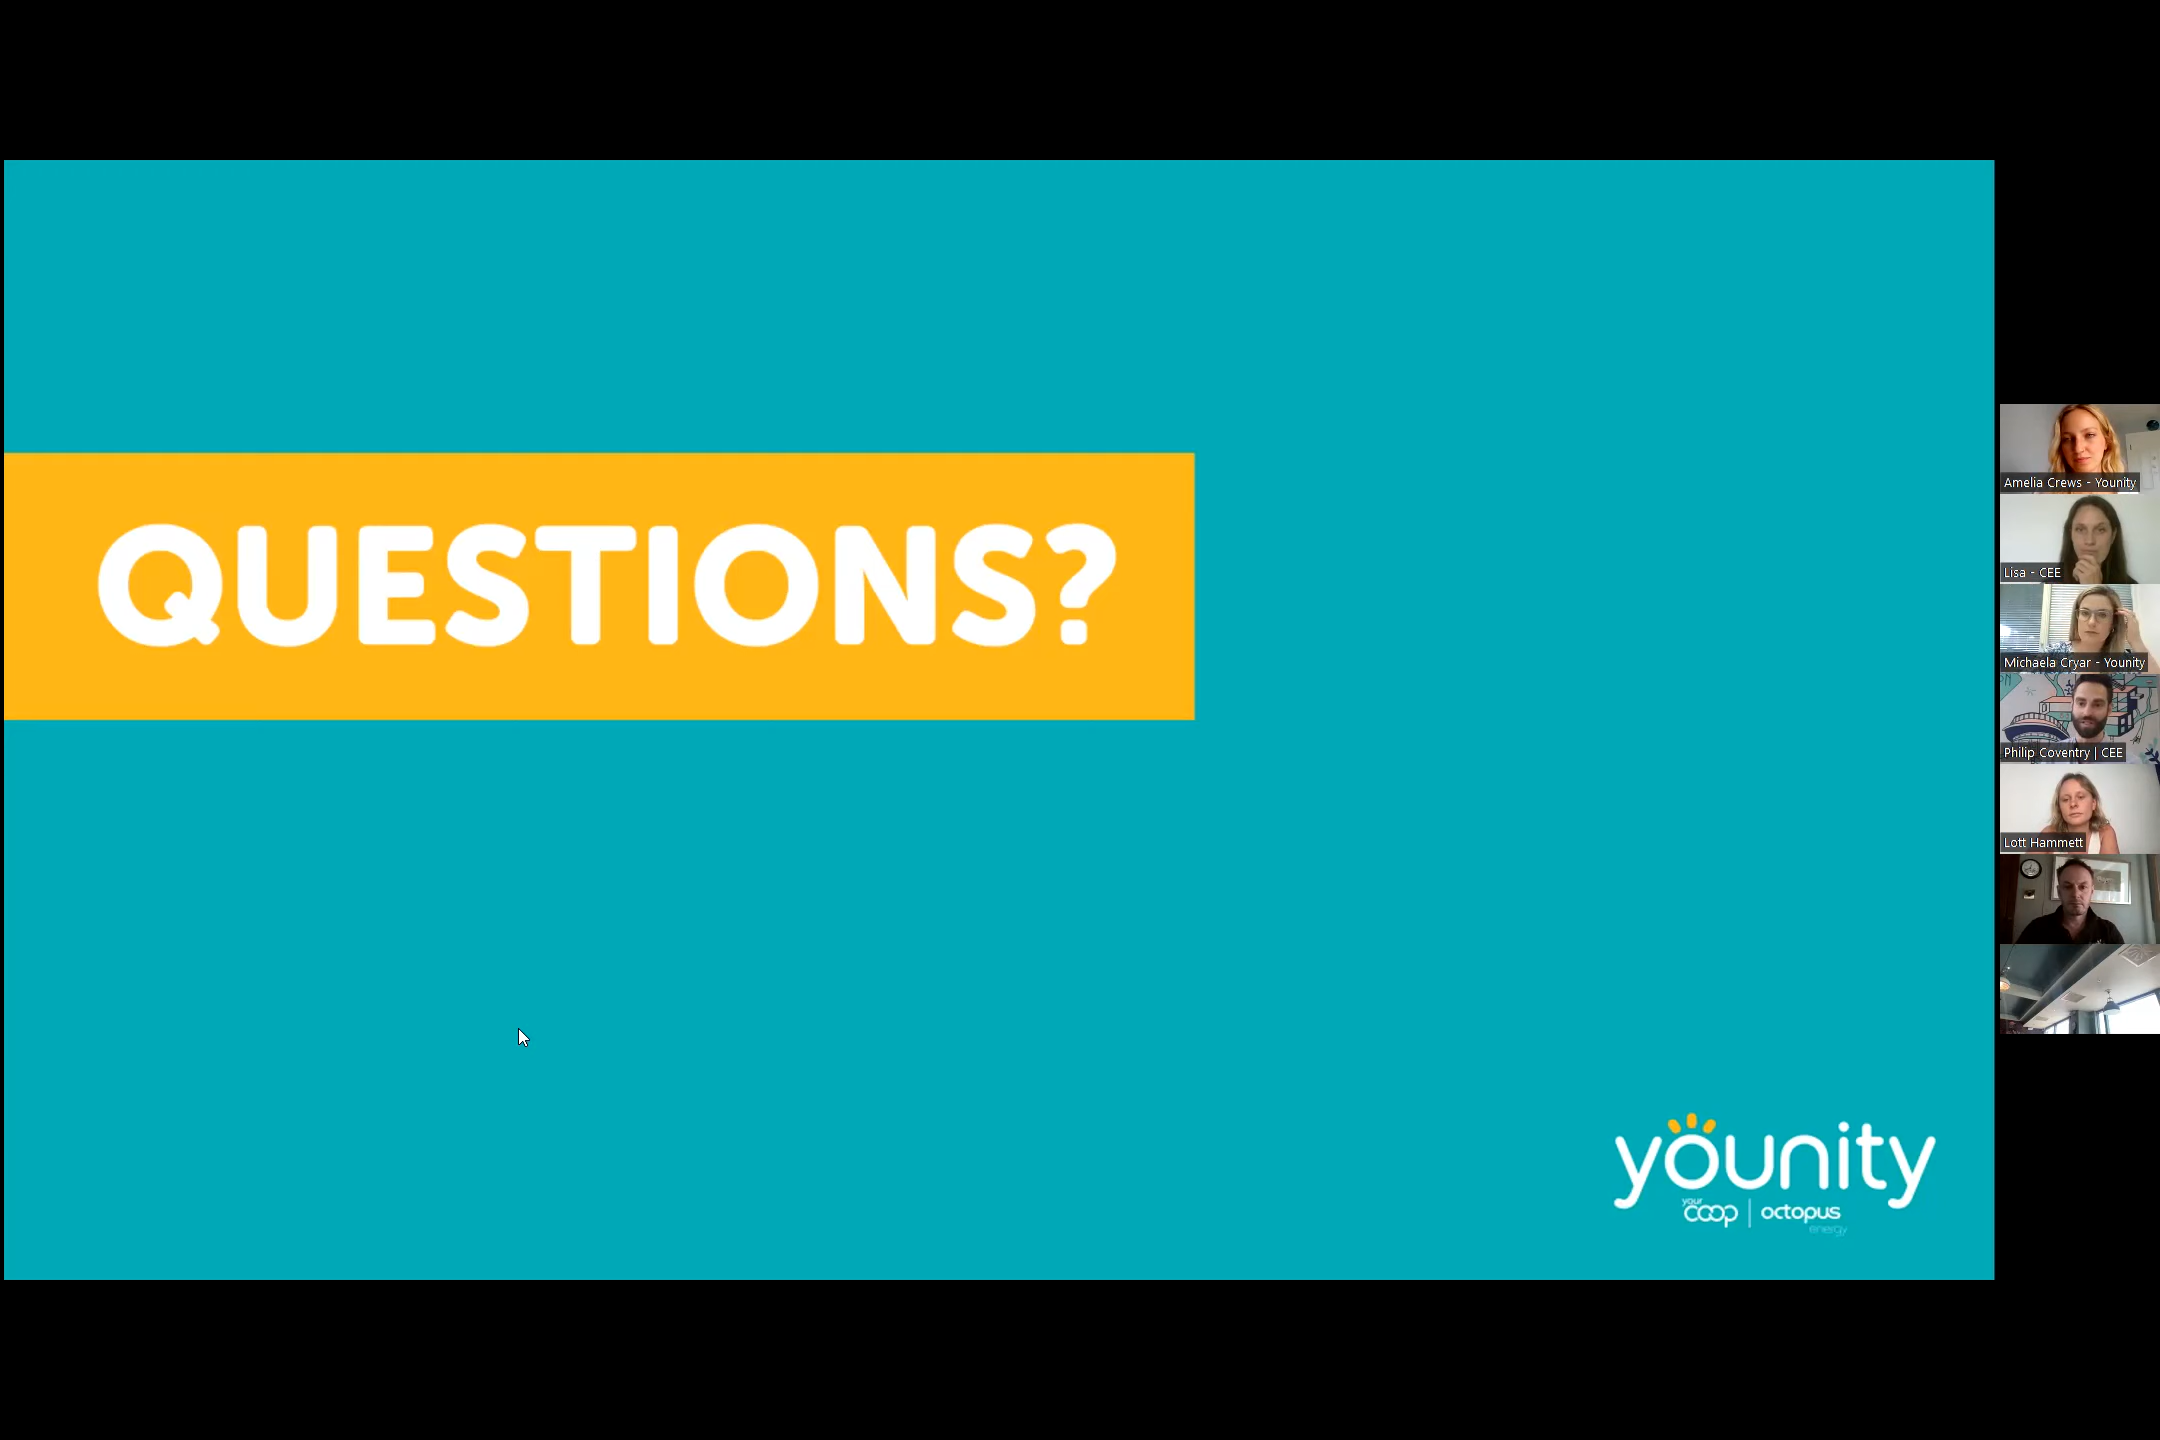 QUESTIONS?
younity
your
coop | octopus
energy
Amelia Crews - Younity
Lisa - CEE
Michaela Cryar - Younity
Philip Coventry | CEE
Lott Hammett